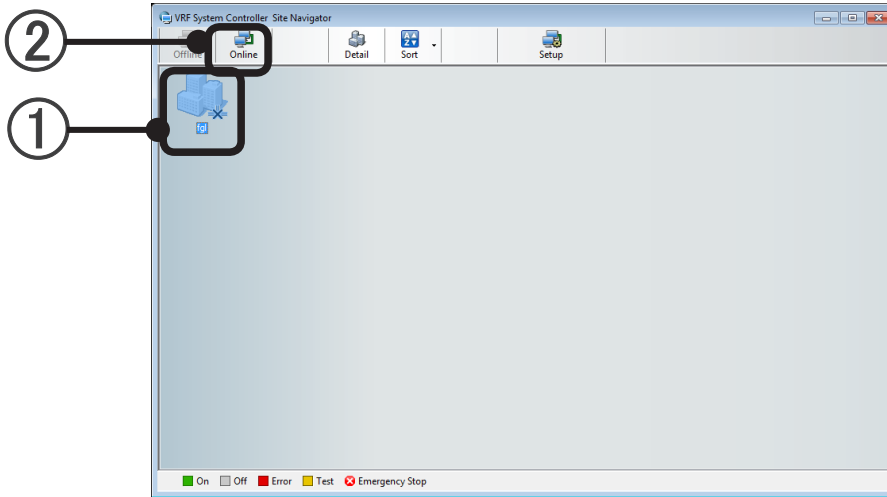 VRF System Controller Site Navigator
② Offline Online Detail Sort Setup
① fgl
On Off Error Test Emergency Stop